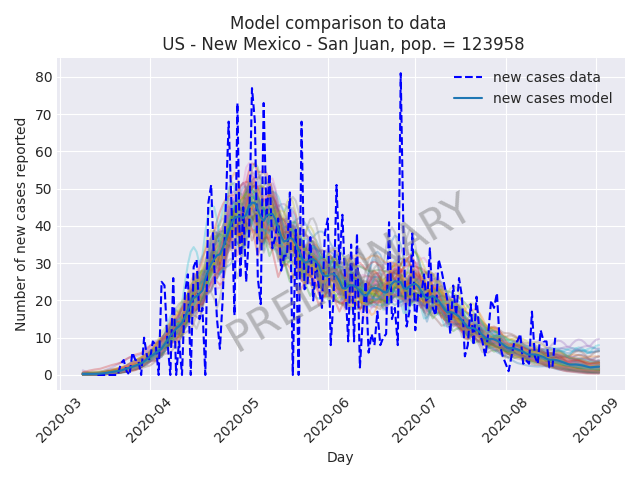 Model comparison to data
US - New Mexico - San Juan, pop. = 123958
Number of new cases reported
80
70
60
50
40
30
20
10
0
new cases data
new cases model
PRELIMINARY
2020-03
2020-04
2020-05
2020-06
2020-07
2020-08
2020-09
Day